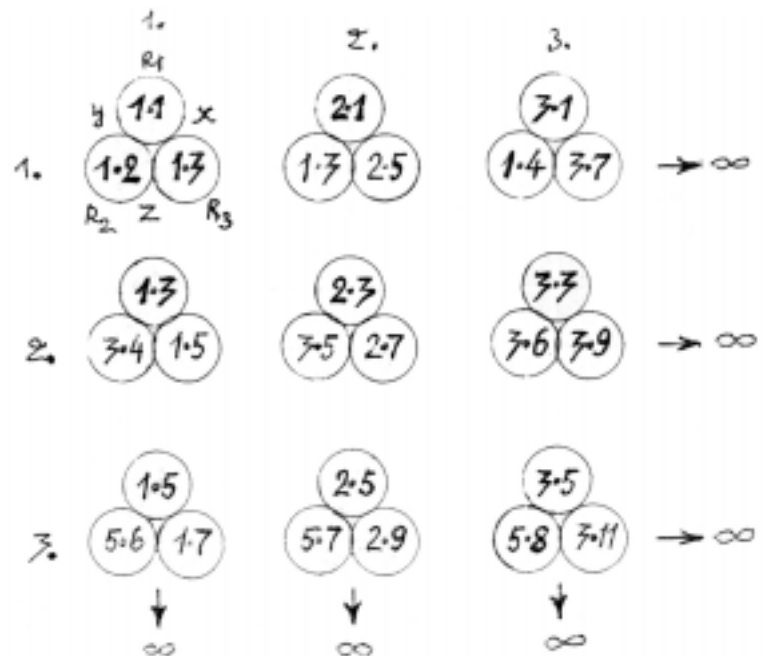 1. 2. 3.
R1
y 1·1 x 2·1 3·1
1. 1·2 1·3 1·3 2·5 1·4 3·7 → ∞
R2 z R3
1·3 2·3 3·3
2. 3·4 1·5 3·5 2·7 3·6 3·9 → ∞
1·5 2·5 3·5
3. 5·6 1·7 5·7 2·9 5·8 3·11 → ∞
↓ ↓ ↓
∞ ∞ ∞